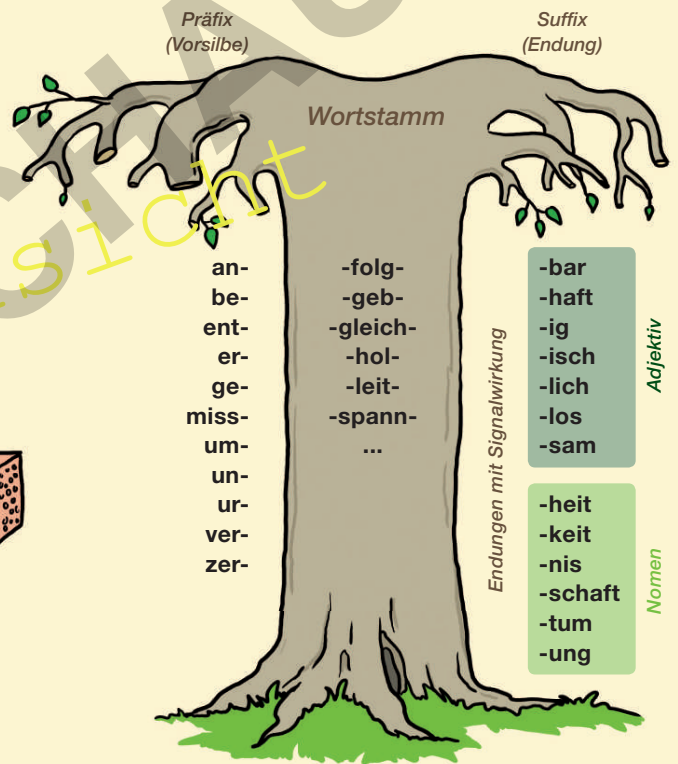 Präfix
(Vorsilbe)
Suffix
(Endung)
Wortstamm
an-
be-
ent-
er-
ge-
miss-
um-
un-
ur-
ver-
zer-
-folg-
-geb-
-gleich-
-hol-
-leit-
-spann-
...
Endungen mit Signalwirkung
-bar
-haft
-ig
-isch
-lich
-los
-sam
Adjektiv
-heit
-keit
-nis
-schaft
-tum
-ung
Nomen